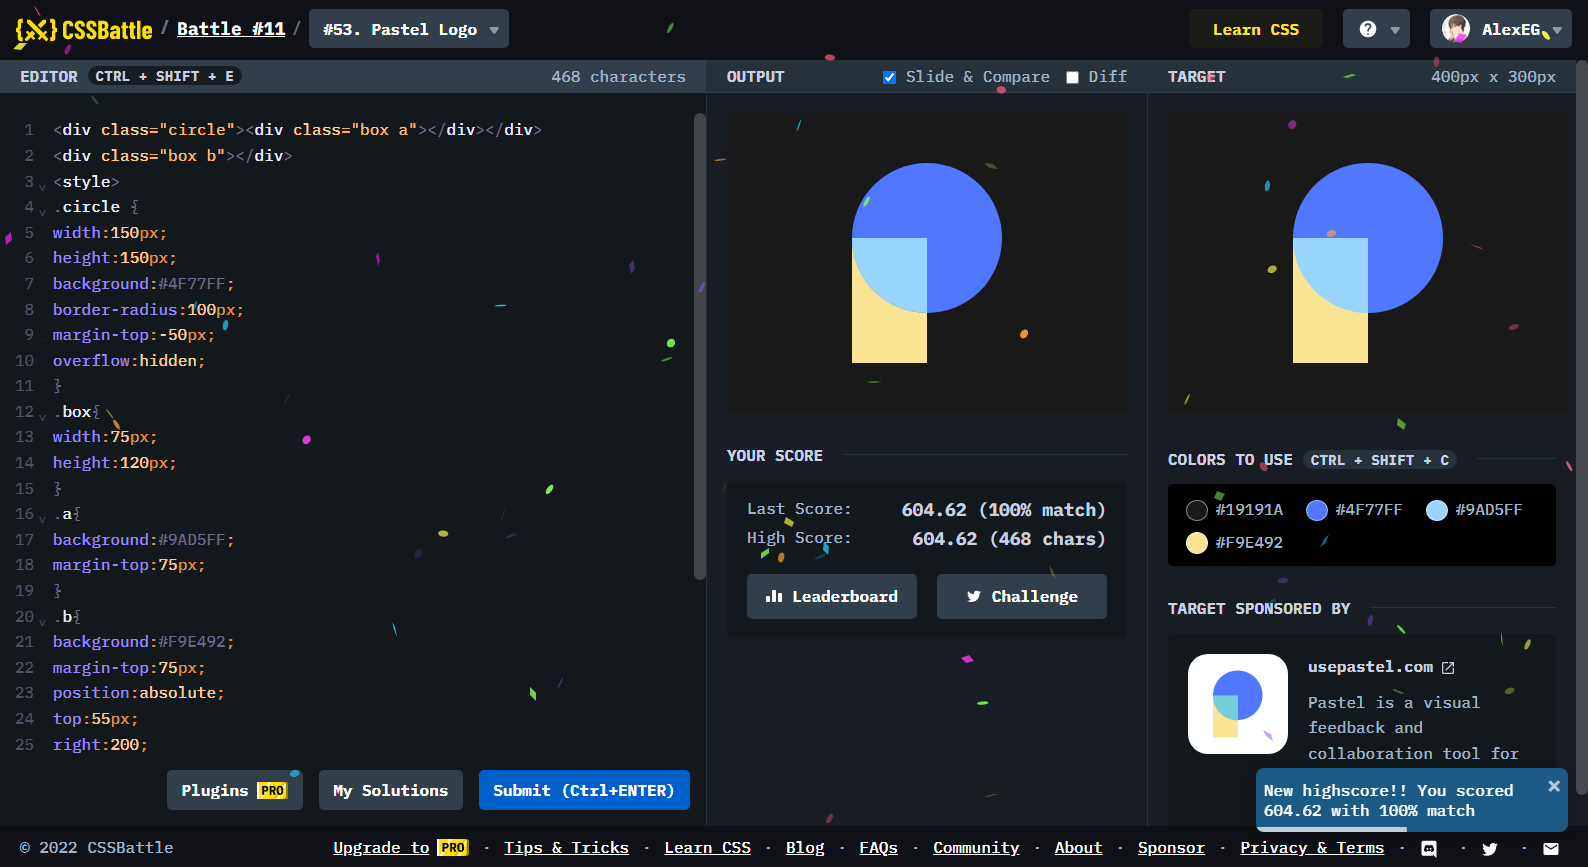 CSSBattle / Battle #11 / #53. Pastel Logo
Learn CSS
AlexEG
EDITOR CTRL + SHIFT + E 468 characters
OUTPUT Slide & Compare Diff
TARGET 400px x 300px
1 <div class="circle"><div class="box a"></div></div>
2 <div class="box b"></div>
3 <style>
4 .circle {
5 width:150px;
6 height:150px;
7 background:#4F77FF;
8 border-radius:100px;
9 margin-top:-50px;
10 overflow:hidden;
11 }
12 .box{
13 width:75px;
14 height:120px;
15 }
16 .a{
17 background:#9AD5FF;
18 margin-top:75px;
19 }
20 .b{
21 background:#F9E492;
22 margin-top:75px;
23 position:absolute;
24 top:55px;
25 right:200;
Plugins PRO
My Solutions
Submit (Ctrl+ENTER)
YOUR SCORE
Last Score: 604.62 (100% match)
High Score: 604.62 (468 chars)
Leaderboard
Challenge
COLORS TO USE CTRL + SHIFT + C
#19191A #4F77FF #9AD5FF
#F9E492
TARGET SPONSORED BY
usepastel.com
Pastel is a visual
feedback and
collaboration tool for
New highscore!! You scored
604.62 with 100% match
© 2022 CSSBattle
Upgrade to PRO · Tips & Tricks · Learn CSS · Blog · FAQs · Community · About · Sponsor · Privacy & Terms